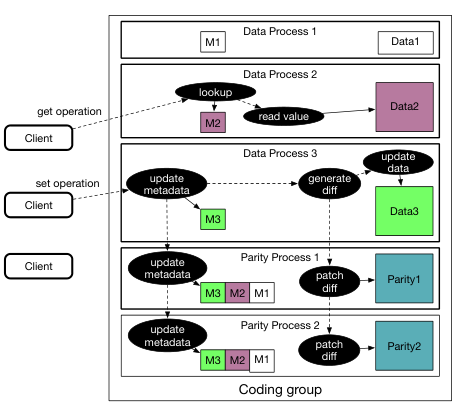 Data Process 1
M1
Data1
Data Process 2
lookup
get operation
M2
read value
Data2
Client
Data Process 3
update
data
update
metadata
generate
diff
set operation
Client
M3
Data3
Parity Process 1
update
metadata
Client
patch
diff
Parity1
M3 M2 M1
Parity Process 2
update
metadata
patch
diff
Parity2
M3 M2 M1
Coding group